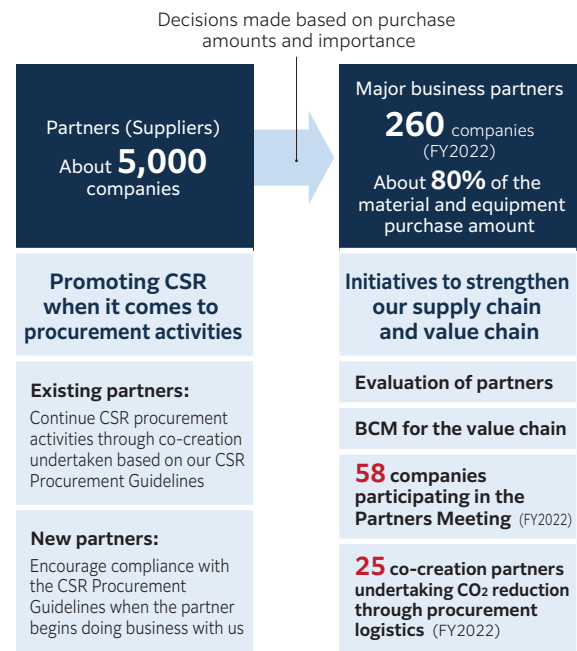 Decisions made based on purchase
amounts and importance
Partners (Suppliers)
About 5,000
companies
Major business partners
260 companies
(FY2022)
About 80% of the
material and equipment
purchase amount
Promoting CSR
when it comes to
procurement activities
Existing partners:
Continue CSR procurement
activities through co-creation
undertaken based on our CSR
Procurement Guidelines
New partners:
Encourage compliance with
the CSR Procurement
Guidelines when the partner
begins doing business with us
Initiatives to strengthen
our supply chain
and value chain
Evaluation of partners
BCM for the value chain
58 companies
participating in the
Partners Meeting (FY2022)
25 co-creation partners
undertaking CO2 reduction
through procurement
logistics (FY2022)